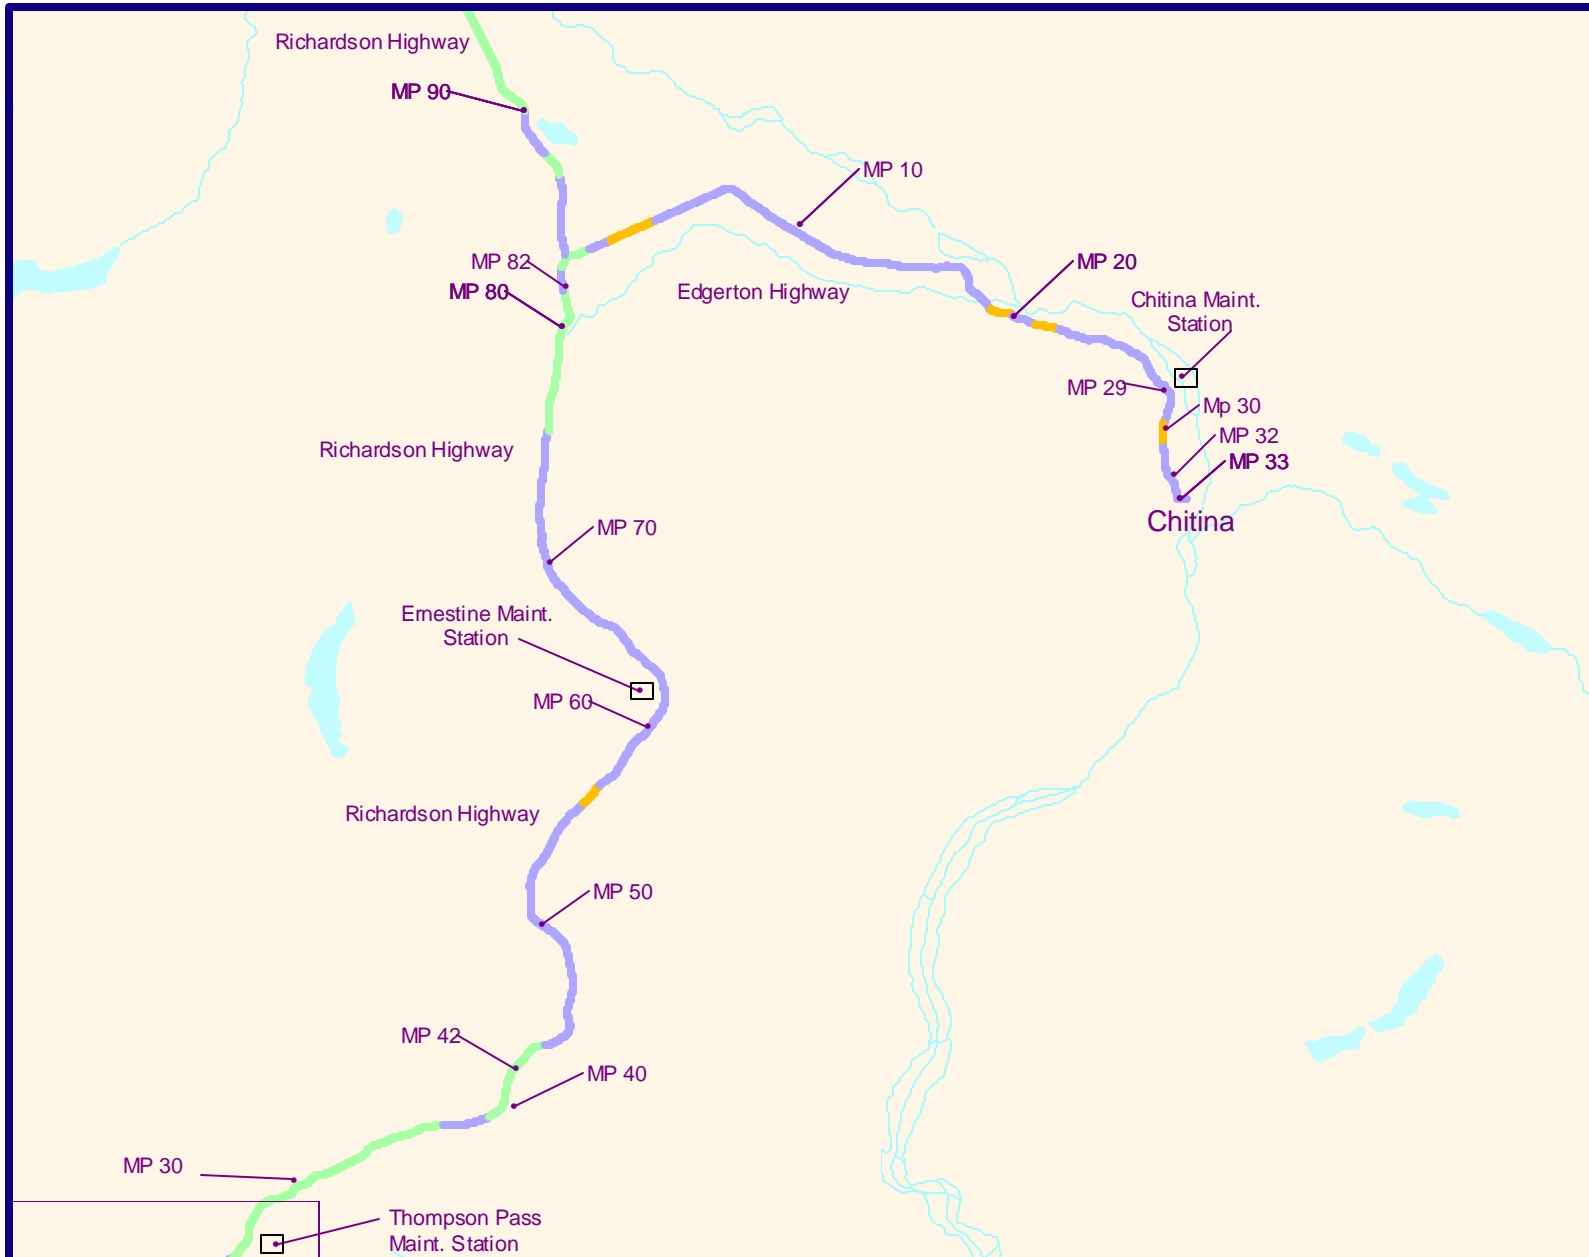 Richardson Highway
MP 90
MP 10
MP 82
MP 80
Edgerton Highway
MP 20
Chitina Maint.
Station
MP 29
Mp 30
MP 32
MP 33
Chitina
Richardson Highway
MP 70
Ernestine Maint.
Station
MP 60
Richardson Highway
MP 50
MP 42
MP 40
MP 30
Thompson Pass
Maint. Station